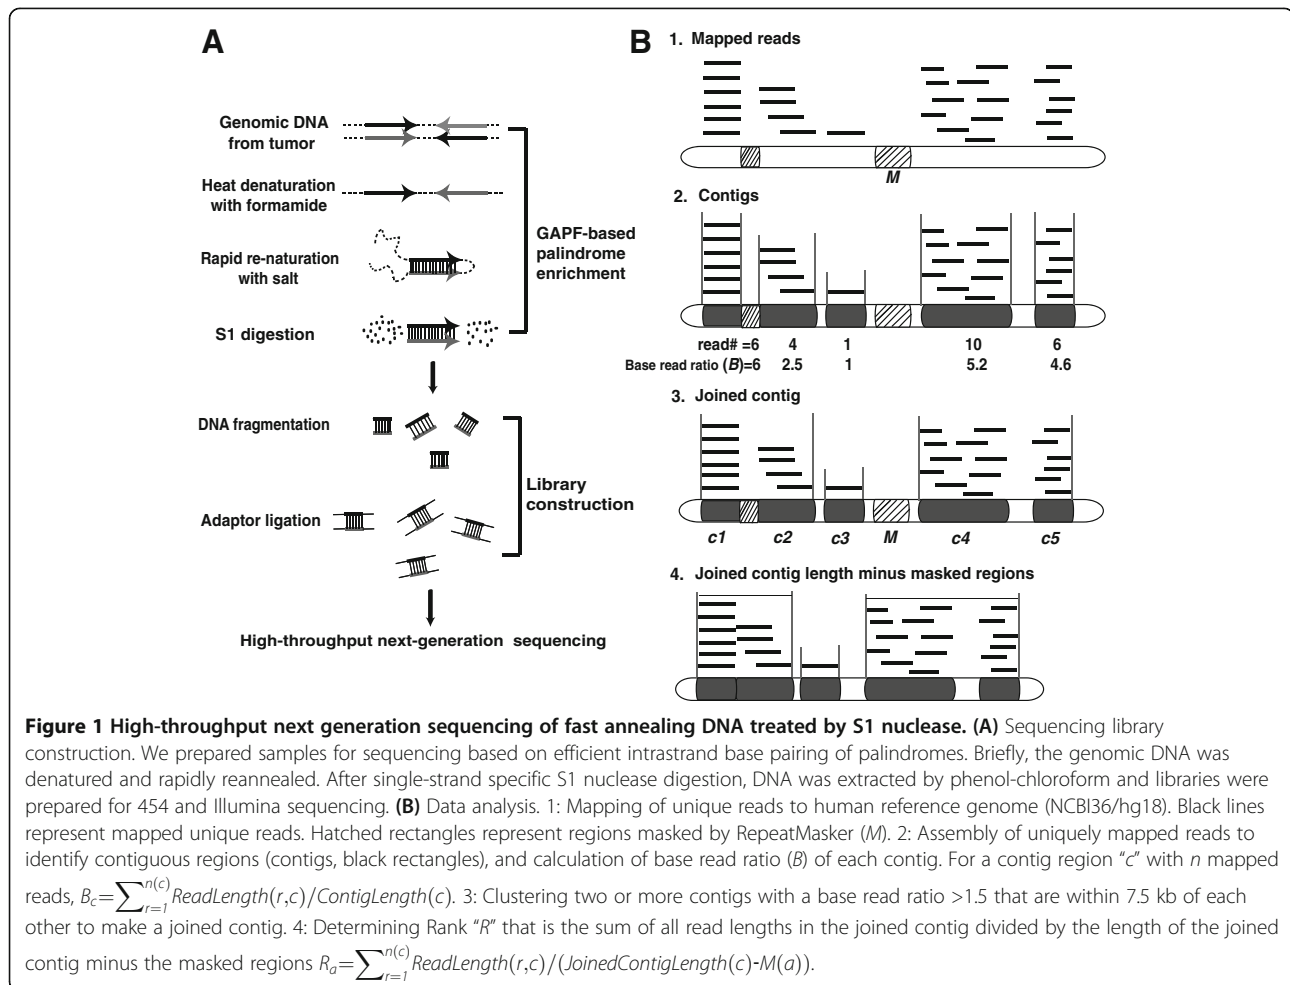 A
Genomic DNA
from tumor
Heat denaturation
with formamide
Rapid re-naturation
with salt
S1 digestion
GAPF-based
palindrome
enrichment
DNA fragmentation
Adaptor ligation
Library
construction
High-throughput next-generation sequencing
B
1. Mapped reads
M
2. Contigs
read# =6 4 1 10 6
Base read ratio (B)=6 2.5 1 5.2 4.6
3. Joined contig
c1 c2 c3 M c4 c5
4. Joined contig length minus masked regions
Figure 1 High-throughput next generation sequencing of fast annealing DNA treated by S1 nuclease. (A) Sequencing library
construction. We prepared samples for sequencing based on efficient intrastrand base pairing of palindromes. Briefly, the genomic DNA was
denatured and rapidly reannealed. After single-strand specific S1 nuclease digestion, DNA was extracted by phenol-chloroform and libraries were
prepared for 454 and Illumina sequencing. (B) Data analysis. 1: Mapping of unique reads to human reference genome (NCBI36/hg18). Black lines
represent mapped unique reads. Hatched rectangles represent regions masked by RepeatMasker (M). 2: Assembly of uniquely mapped reads to
identify contiguous regions (contigs, black rectangles), and calculation of base read ratio (B) of each contig. For a contig region "c" with n mapped
reads, B_c=∑_{r=1}^{n(c)} ReadLength(r,c)/ContigLength(c). 3: Clustering two or more contigs with a base read ratio >1.5 that are within 7.5 kb of each
other to make a joined contig. 4: Determining Rank "R" that is the sum of all read lengths in the joined contig divided by the length of the joined
contig minus the masked regions R_a=∑_{r=1}^{n(c)} ReadLength(r,c)/(JoinedContigLength(c)-M(a)).